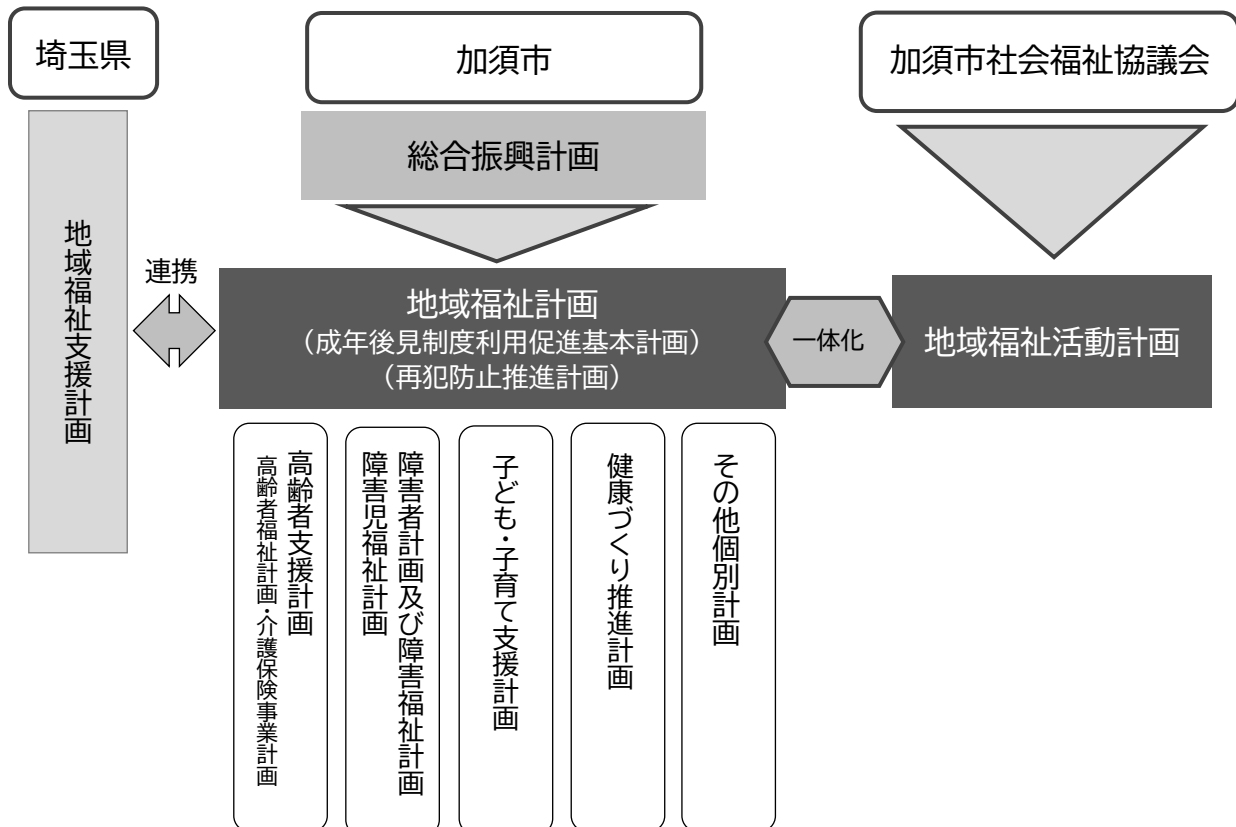 埼玉県
加須市
加須市社会福祉協議会
総合振興計画
地域福祉支援計画
連携
地域福祉計画
（成年後見制度利用促進基本計画）
（再犯防止推進計画）
一体化
地域福祉活動計画
高齢者支援計画
高齢者福祉計画・介護保険事業計画
障害者計画及び障害福祉計画
障害児福祉計画
子ども・子育て支援計画
健康づくり推進計画
その他個別計画